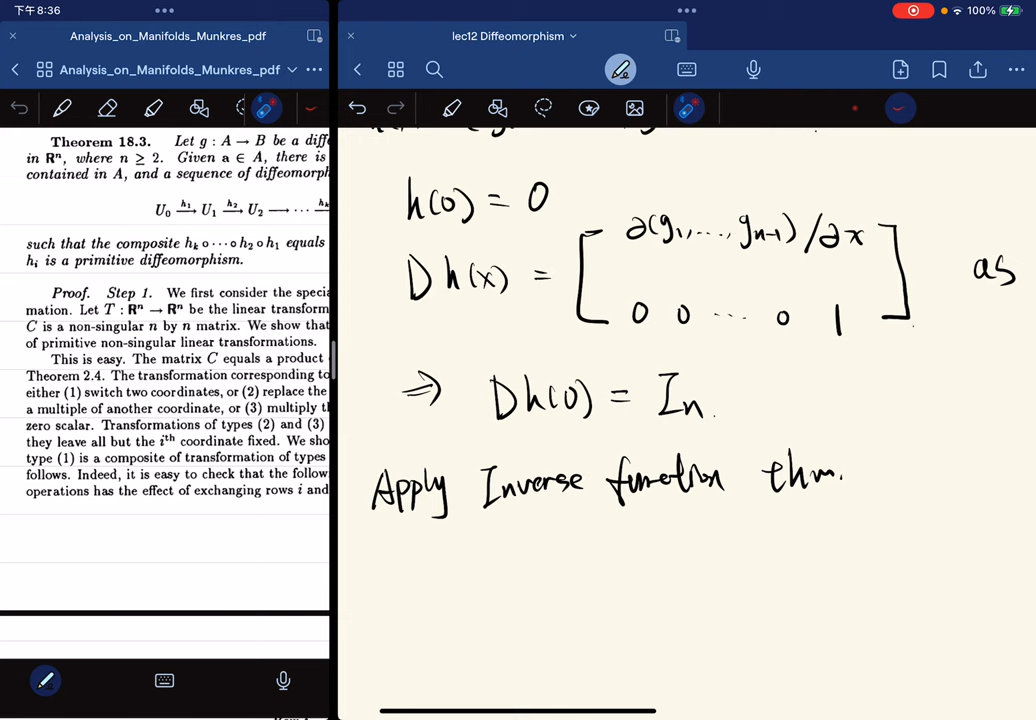 下午8:36
100%
Analysis_on_Manifolds_Munkres_pdf
lec12 Diffeomorphism
Analysis_on_Manifolds_Munkres_pdf
Theorem 18.3. Let g : A → B be a diffe
in Rⁿ, where n ≥ 2. Given a ∈ A, there is
contained in A, and a sequence of diffeomorph
U₀ →h₁ U₁ →h₂ U₂ ⟶ ⋯ →hₖ
such that the composite hₖ ∘ ⋯ ∘ h₂ ∘ h₁ equals
hᵢ is a primitive diffeomorphism.
Proof. Step 1. We first consider the specia
mation. Let T : Rⁿ → Rⁿ be the linear transform
C is a non-singular n by n matrix. We show that
of primitive non-singular linear transformations.
This is easy. The matrix C equals a product
Theorem 2.4. The transformation corresponding to
either (1) switch two coordinates, or (2) replace the
a multiple of another coordinate, or (3) multiply th
zero scalar. Transformations of types (2) and (3)
they leave all but the iᵗʰ coordinate fixed. We sho
type (1) is a composite of transformation of types
follows. Indeed, it is easy to check that the follow
operations has the effect of exchanging rows i and
h(0) = 0
Dh(x) = [ ∂(g₁, ..., gₙ₋₁)/∂x
0 0 ... 0 1 ] as
⇒ Dh(0) = Iₙ.
Apply Inverse function thm.